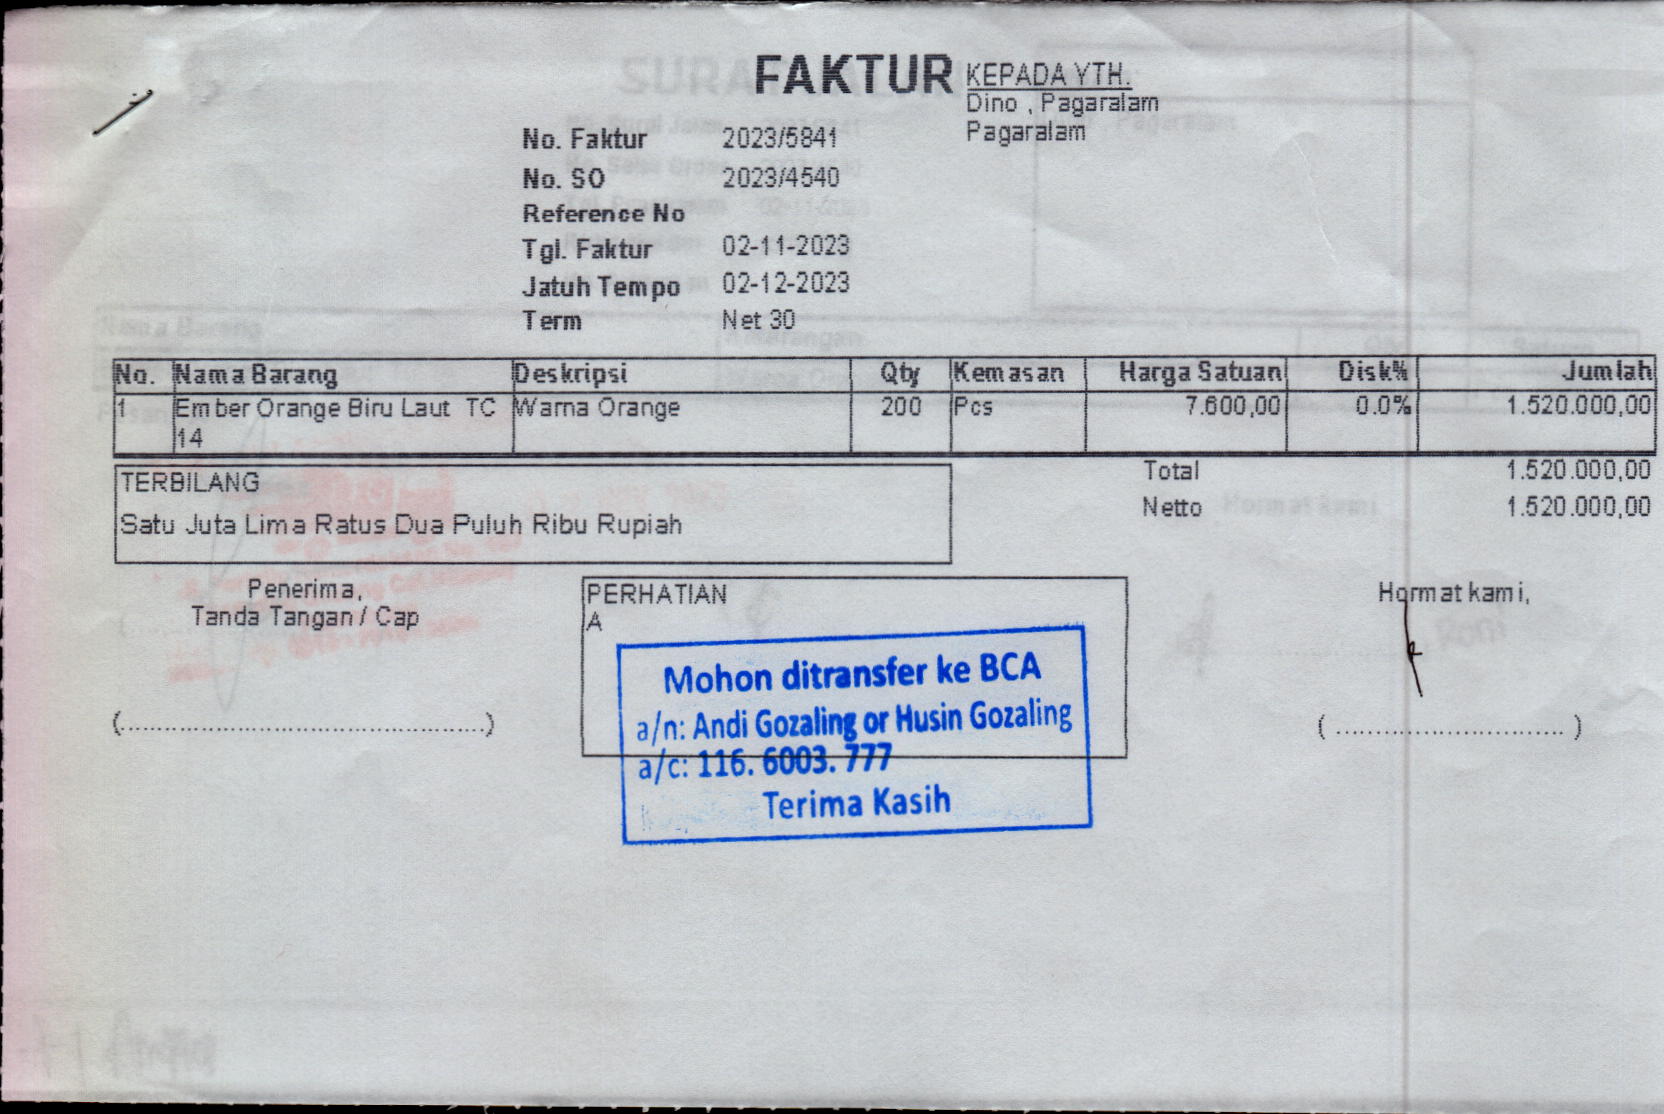 FAKTUR
KEPADA YTH.
Dino , Pagaralam
Pagaralam
No. Faktur 2023/5841
No. SO 2023/4540
Reference No
Tgl. Faktur 02-11-2023
Jatuh Tempo 02-12-2023
Term Net 30
No. Nama Barang Deskripsi Qty Kemasan Harga Satuan Disk% Jumlah
1 Ember Orange Biru Laut TC Warna Orange 200 Pcs 7.600,00 0.0% 1.520.000,00
14
TERBILANG
Satu Juta Lima Ratus Dua Puluh Ribu Rupiah
Total 1.520.000,00
Netto 1.520.000,00
Penerima,
Tanda Tangan / Cap
(.................................................)
PERHATIAN
A
Mohon ditransfer ke BCA
a/n: Andi Gozaling or Husin Gozaling
a/c: 116. 6003. 777
Terima Kasih
Hormat kami,
( ............................. )